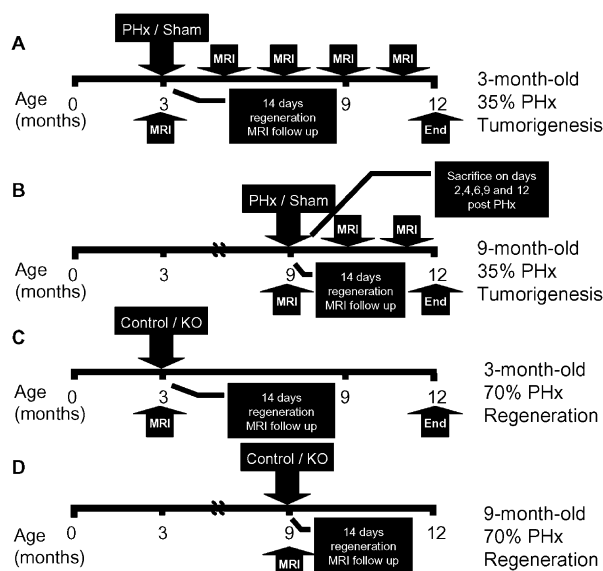 A
PHx / Sham
MRI MRI MRI MRI
Age (months)
0 3 9 12
MRI
14 days
regeneration
MRI follow up
End
3-month-old
35% PHx
Tumorigenesis
B
PHx / Sham
Sacrifice on days
2,4,6,9 and 12
post PHx
MRI MRI
Age (months)
0 3 9 12
MRI
14 days
regeneration
MRI follow up
End
9-month-old
35% PHx
Tumorigenesis
C
Control / KO
Age (months)
0 3 9 12
MRI
14 days
regeneration
MRI follow up
End
3-month-old
70% PHx
Regeneration
D
Control / KO
Age (months)
0 3 9 12
MRI
14 days
regeneration
MRI follow up
9-month-old
70% PHx
Regeneration